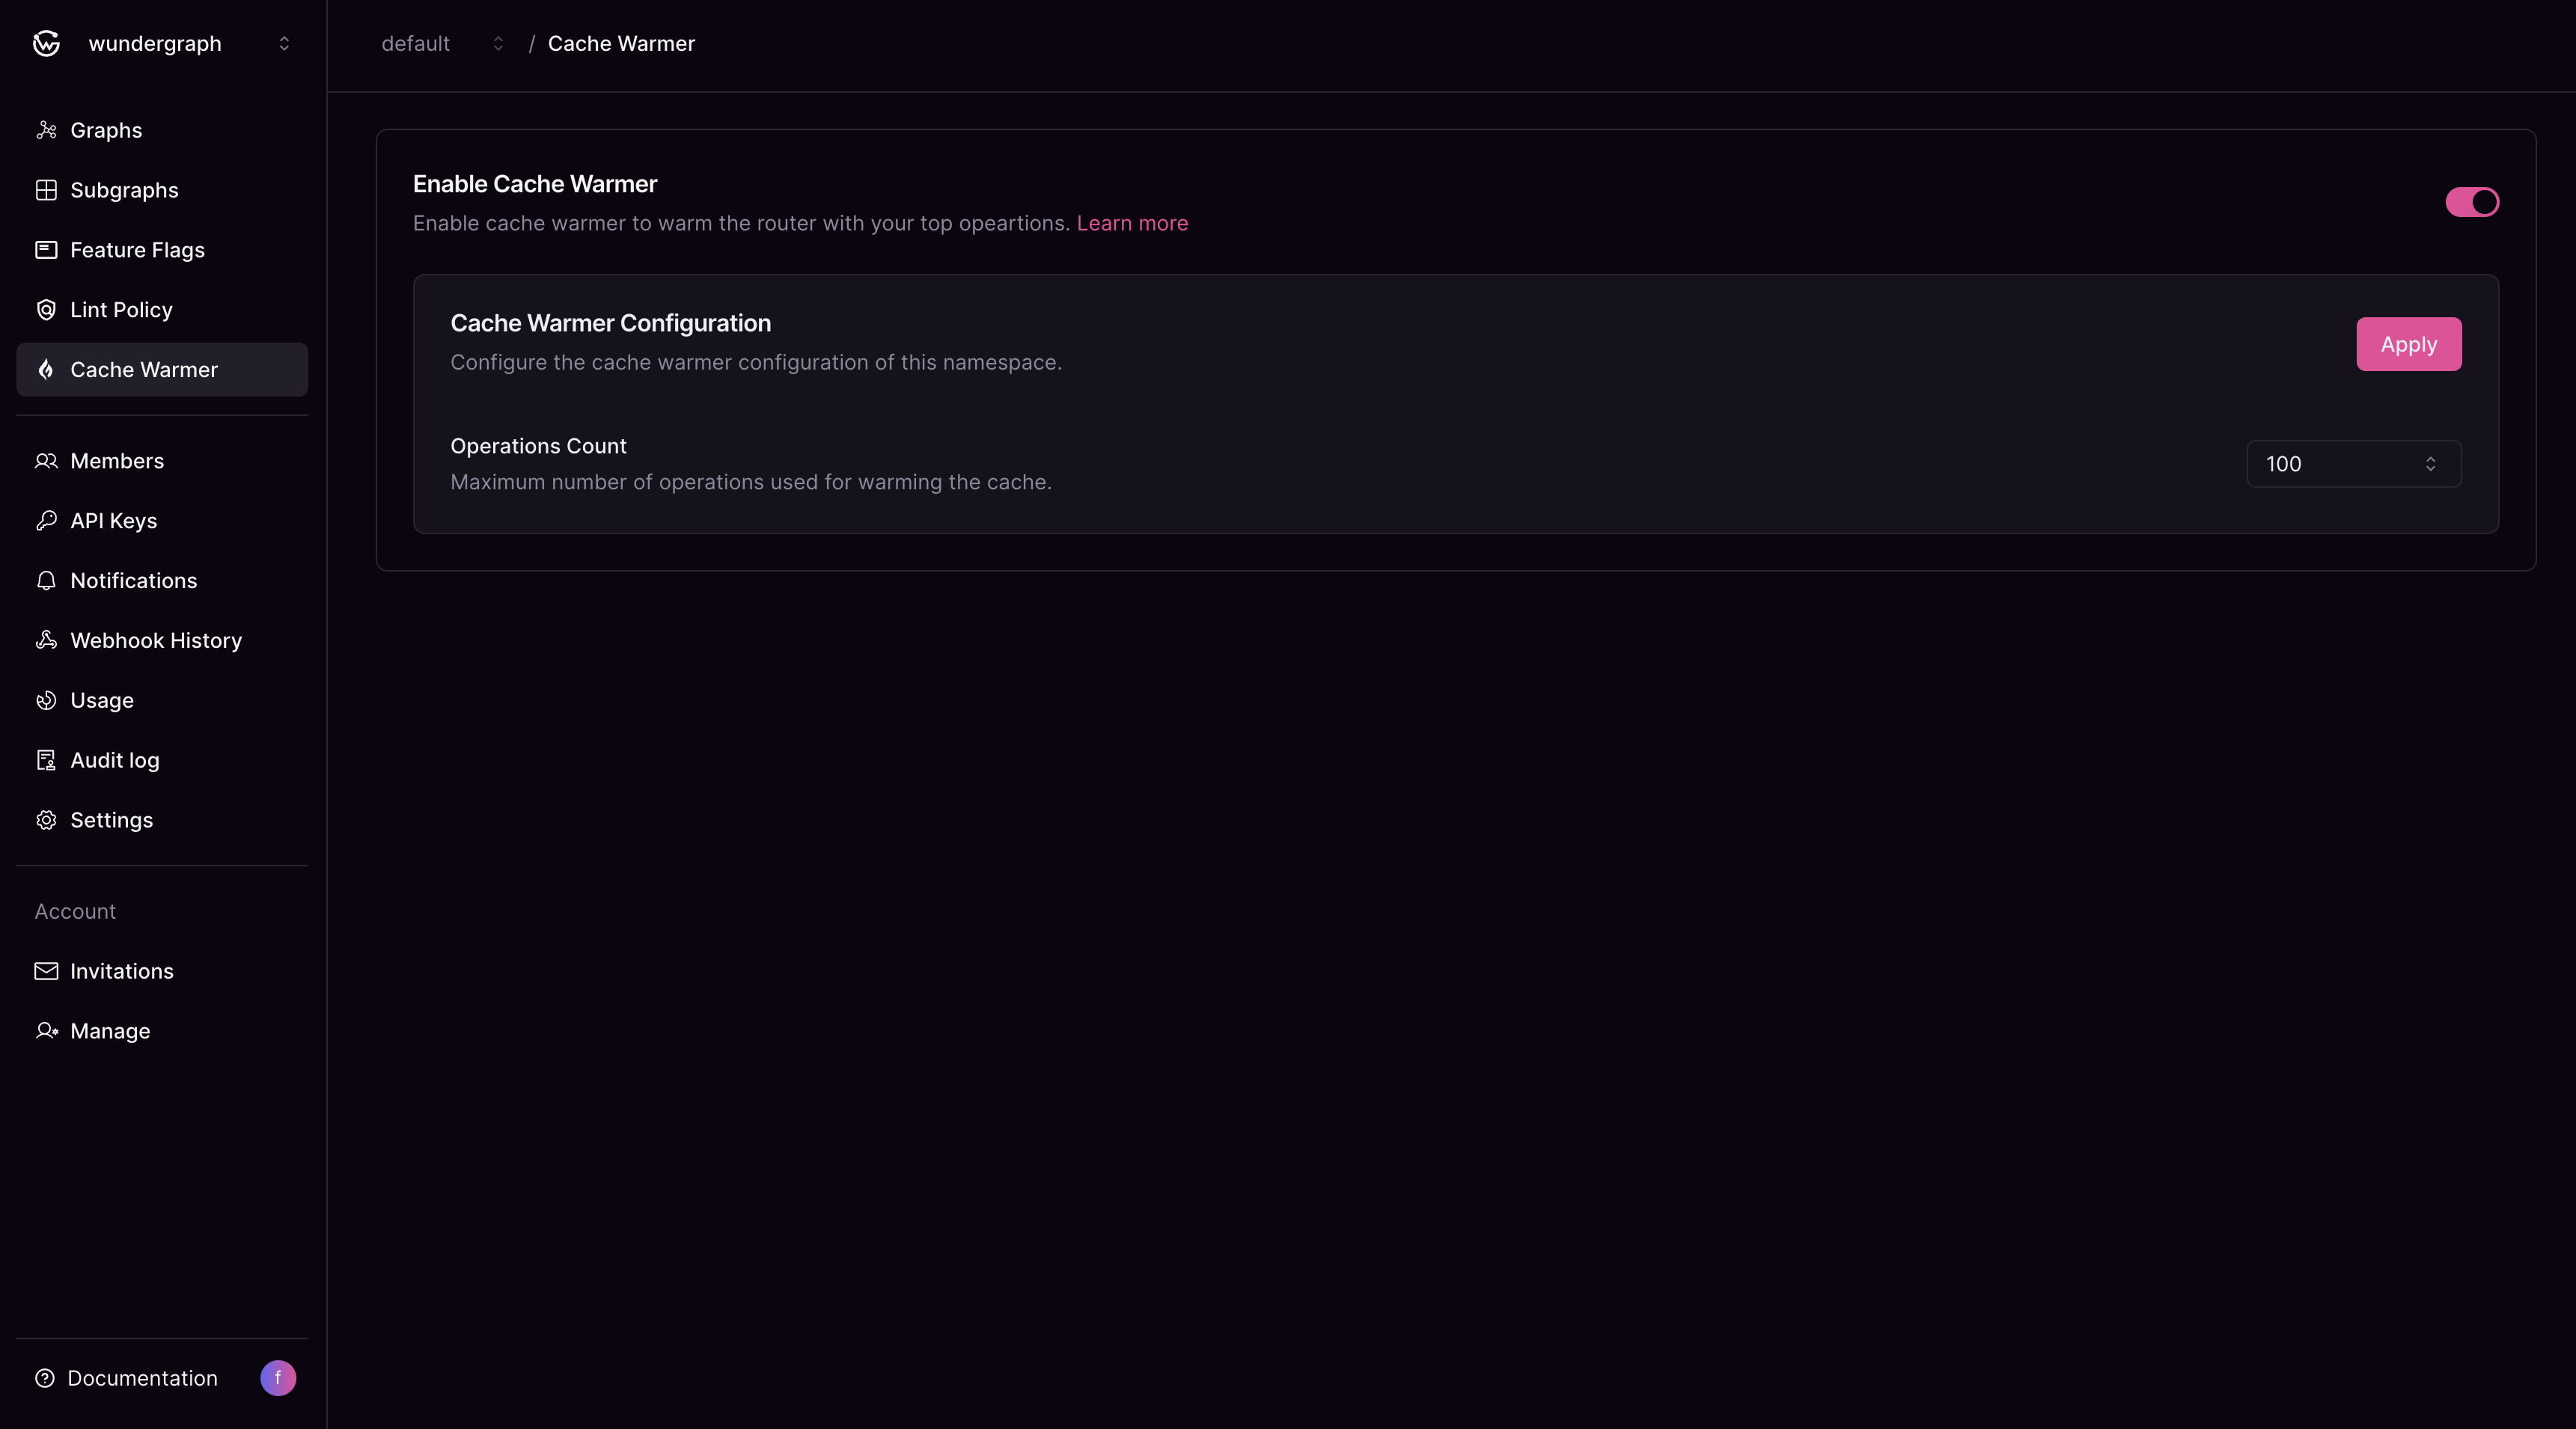 wundergraph
default / Cache Warmer
Graphs
Subgraphs
Feature Flags
Lint Policy
Cache Warmer
Members
API Keys
Notifications
Webhook History
Usage
Audit log
Settings
Account
Invitations
Manage
Documentation
f
Enable Cache Warmer
Enable cache warmer to warm the router with your top opeartions. Learn more
Cache Warmer Configuration
Configure the cache warmer configuration of this namespace.
Apply
Operations Count
Maximum number of operations used for warming the cache.
100